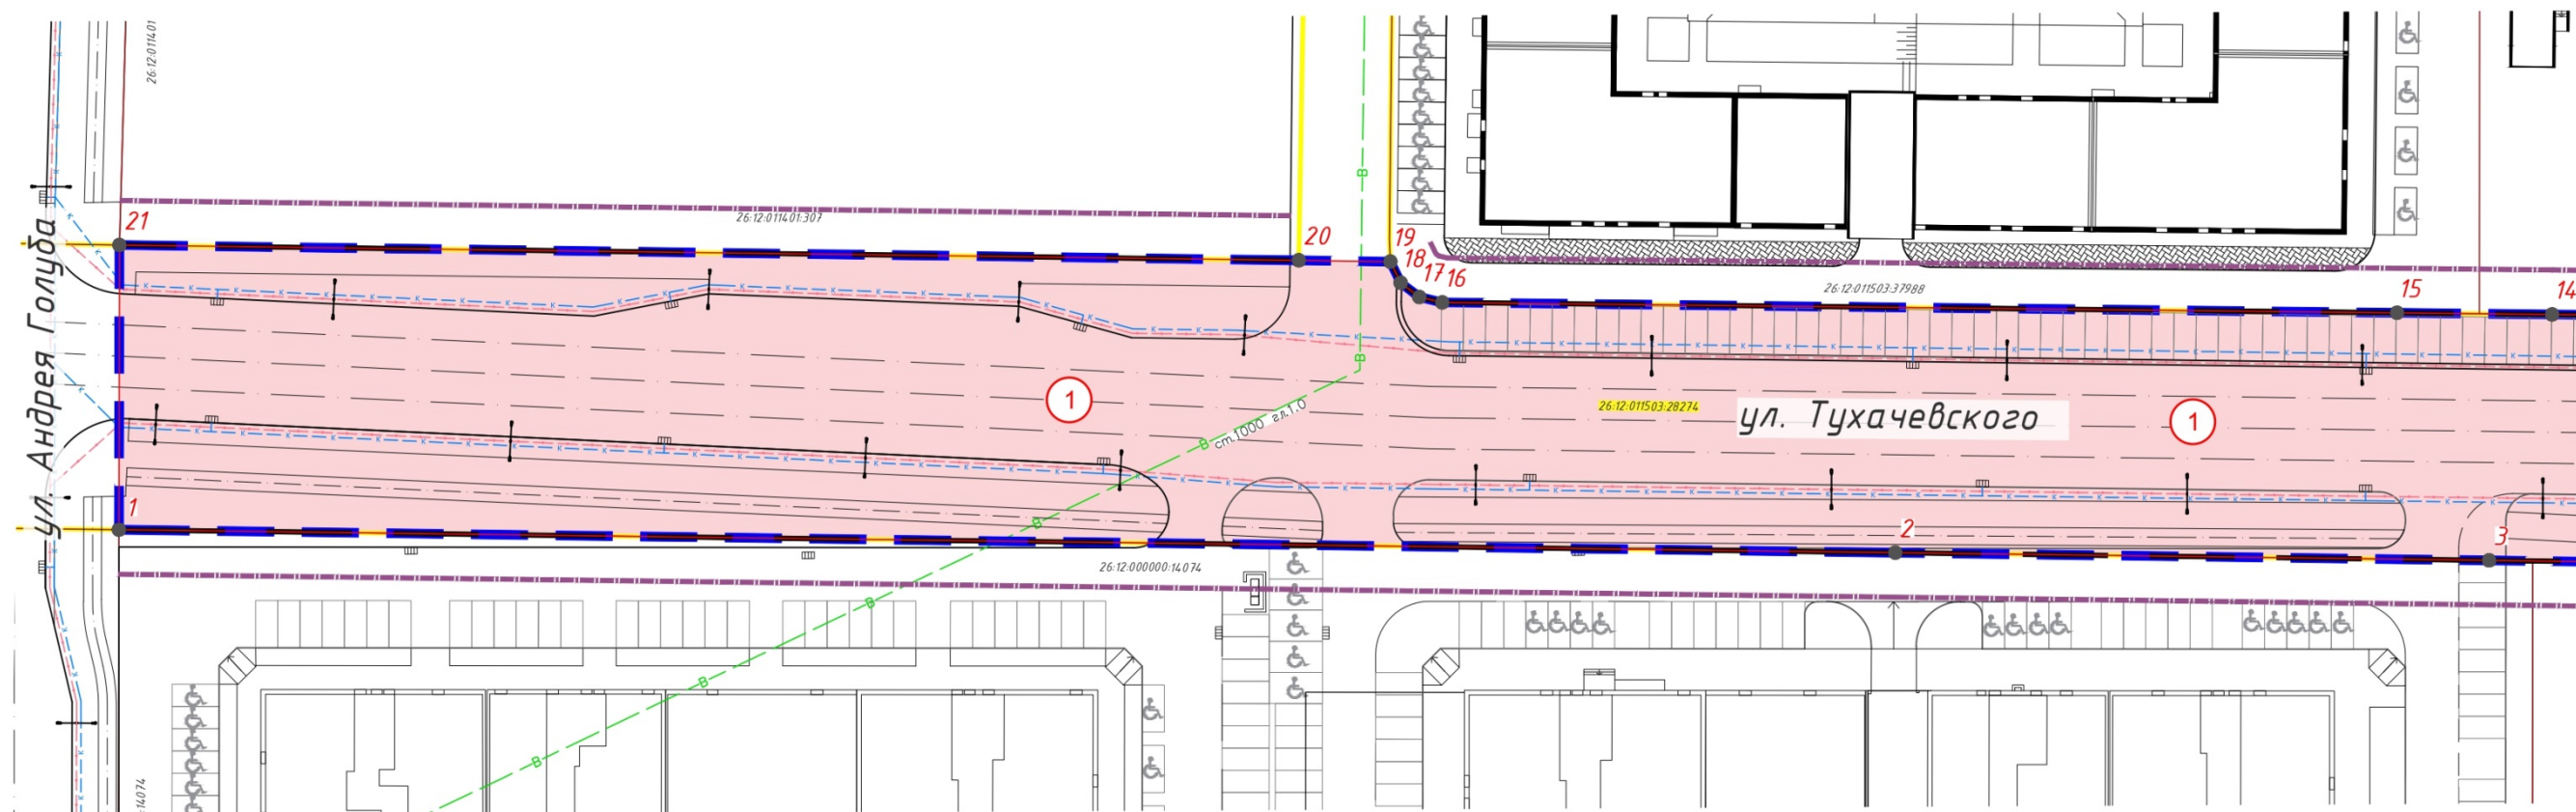 26:12:011401
21
26:12:011401:307
20
19
18
17
16
26:12:011503:37988
15
14
ул. Андрея Голуба
1
26:12:011503:28274
ул. Тухачевского
1
ст.1000 гл.1.0
1
2
3
26:12:000000:14074
:14074
В
В
В
В
В
В
В